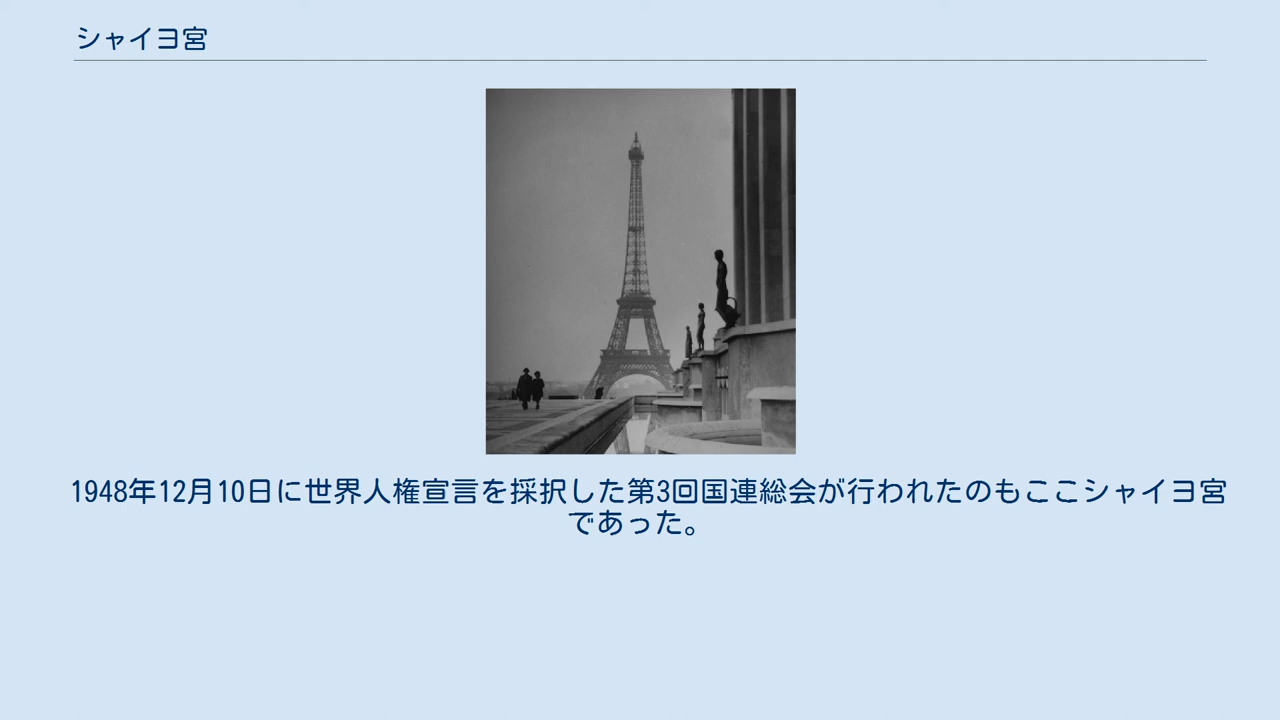 シャイヨ宮
1948年12月10日に世界人権宣言を採択した第3回国連総会が行われたのもここシャイヨ宮
であった。